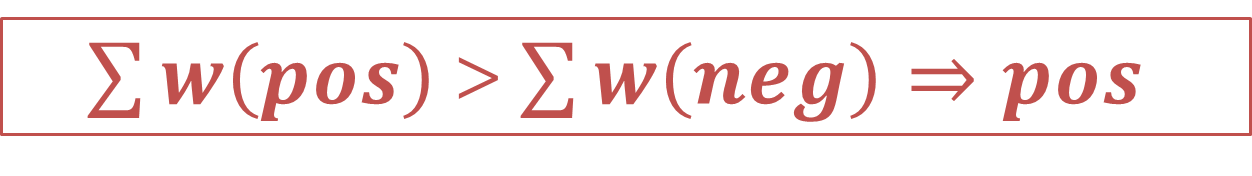 ∑ w(pos) > ∑ w(neg) ⇒ pos